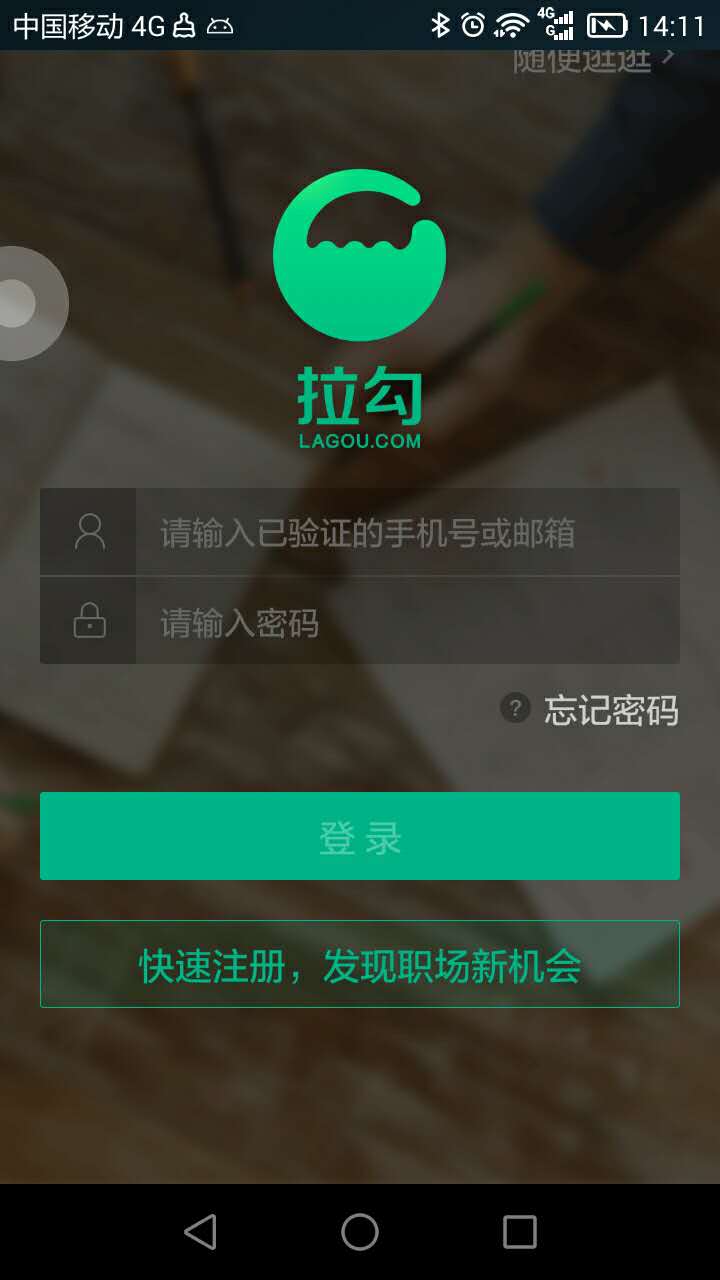 中国移动 4G 4G G 14:11
随便逛逛
拉勾
LAGOU.COM
请输入已验证的手机号或邮箱
请输入密码
? 忘记密码
登录
快速注册，发现职场新机会